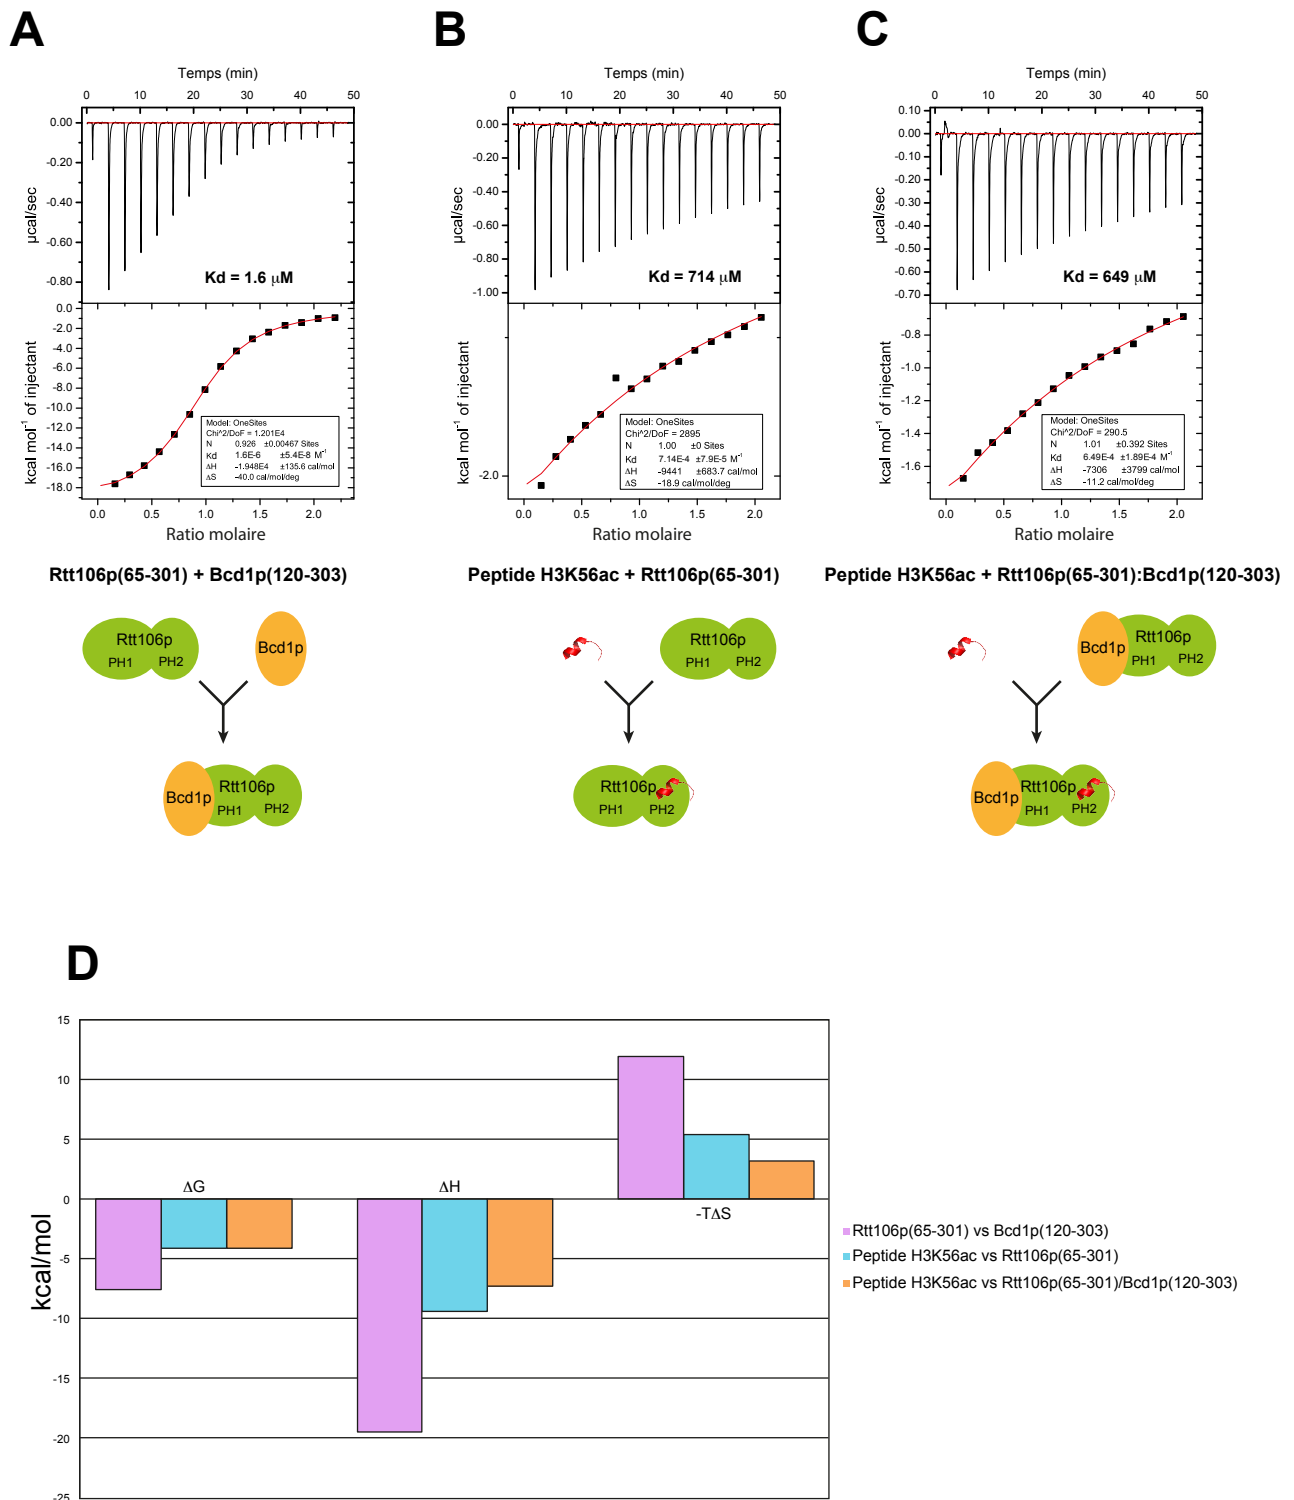 A
Temps (min)
0 10 20 30 40 50
0.00
-0.20
-0.40
-0.60
-0.80
µcal/sec
Kd = 1.6 µM
0.0
-2.0
-4.0
-6.0
-8.0
-10.0
-12.0
-14.0
-16.0
-18.0
kcal mol⁻¹ of injectant
Model: OneSites
Chi^2/DoF = 1.201E4
N 0.926 ±0.00467 Sites
Kd 1.6E-6 ±5.4E-8 M⁻¹
ΔH -1.948E4 ±135.6 cal/mol
ΔS -40.0 cal/mol/deg
0.0 0.5 1.0 1.5 2.0
Ratio molaire
Rtt106p(65-301) + Bcd1p(120-303)
Rtt106p
PH1 PH2
Bcd1p
Rtt106p
Bcd1p
PH1 PH2
B
Temps (min)
0 10 20 30 40 50
0.00
-0.20
-0.40
-0.60
-0.80
-1.00
µcal/sec
Kd = 714 µM
-2.0
kcal mol⁻¹ of injectant
Model: OneSites
Chi^2/DoF = 2895
N 1.00 ±0 Sites
Kd 7.14E-4 ±7.9E-5 M⁻¹
ΔH -9441 ±683.7 cal/mol
ΔS -18.9 cal/mol/deg
0.0 0.5 1.0 1.5 2.0
Ratio molaire
Peptide H3K56ac + Rtt106p(65-301)
Rtt106p
PH1 PH2
Rtt106p
PH1 PH2
C
Temps (min)
0 10 20 30 40 50
0.10
0.00
-0.10
-0.20
-0.30
-0.40
-0.50
-0.60
-0.70
µcal/sec
Kd = 649 µM
-0.8
-1.0
-1.2
-1.4
-1.6
kcal mol⁻¹ of injectant
Model: OneSites
Chi^2/DoF = 290.5
N 1.01 ±0.392 Sites
Kd 6.49E-4 ±1.89E-4 M⁻¹
ΔH -7306 ±3799 cal/mol
ΔS -11.2 cal/mol/deg
0.0 0.5 1.0 1.5 2.0
Ratio molaire
Peptide H3K56ac + Rtt106p(65-301):Bcd1p(120-303)
Rtt106p
Bcd1p
PH1 PH2
Rtt106p
Bcd1p
PH1 PH2
D
15
10
5
0
-5
-10
-15
-20
-25
kcal/mol
ΔG
ΔH
-TΔS
Rtt106p(65-301) vs Bcd1p(120-303)
Peptide H3K56ac vs Rtt106p(65-301)
Peptide H3K56ac vs Rtt106p(65-301)/Bcd1p(120-303)